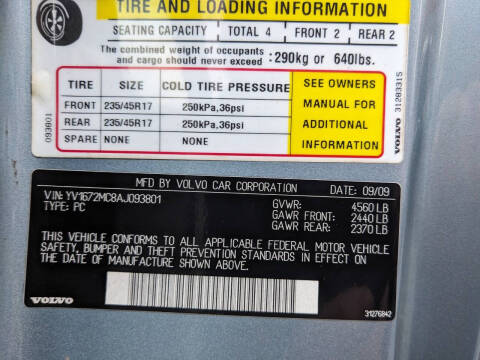 TIRE AND LOADING INFORMATION
SEATING CAPACITY TOTAL 4 FRONT 2 REAR 2
The combined weight of occupants and cargo should never exceed :290kg or 640lbs.
TIRE SIZE COLD TIRE PRESSURE
FRONT 235/45R17 250kPa,36psi
REAR 235/45R17 250kPa,36psi
SPARE NONE NONE
SEE OWNERS
MANUAL FOR
ADDITIONAL
INFORMATION
093801
VOLVO 31283315
MFD BY VOLVO CAR CORPORATION DATE: 09/09
VIN: YV1672MC8AJ093801
TYPE: PC
GVWR: 4560 LB
GAWR FRONT: 2440 LB
GAWR REAR: 2370 LB
THIS VEHICLE CONFORMS TO ALL APPLICABLE FEDERAL MOTOR VEHICLE
SAFETY, BUMPER AND THEFT PREVENTION STANDARDS IN EFFECT ON
THE DATE OF MANUFACTURE SHOWN ABOVE.
VOLVO
31276842